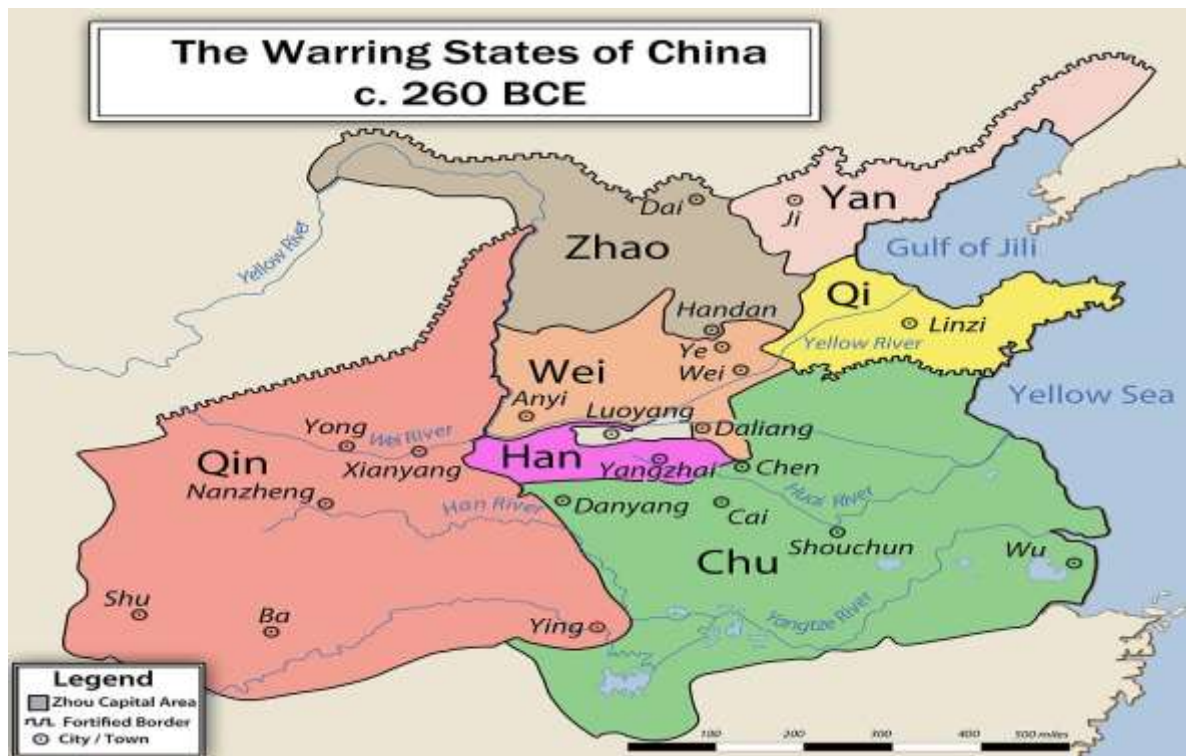 The Warring States of China
c. 260 BCE
Yan
Dai
Ji
Zhao
Gulf of Jili
Yellow River
Qi
Handan
Linzi
Ye
Yellow River
Wei
Wei
Yellow Sea
Anyi
Luoyang
Daliang
Yong
Wei River
Qin
Xianyang
Han
Yangzhai
Chen
Nanzheng
Han River
Danyang
Cai
Huai River
Shouchun
Chu
Wu
Shu
Ba
Ying
Yangtze River
Legend
Zhou Capital Area
Fortified Border
City / Town
100 200 300 400 500 miles